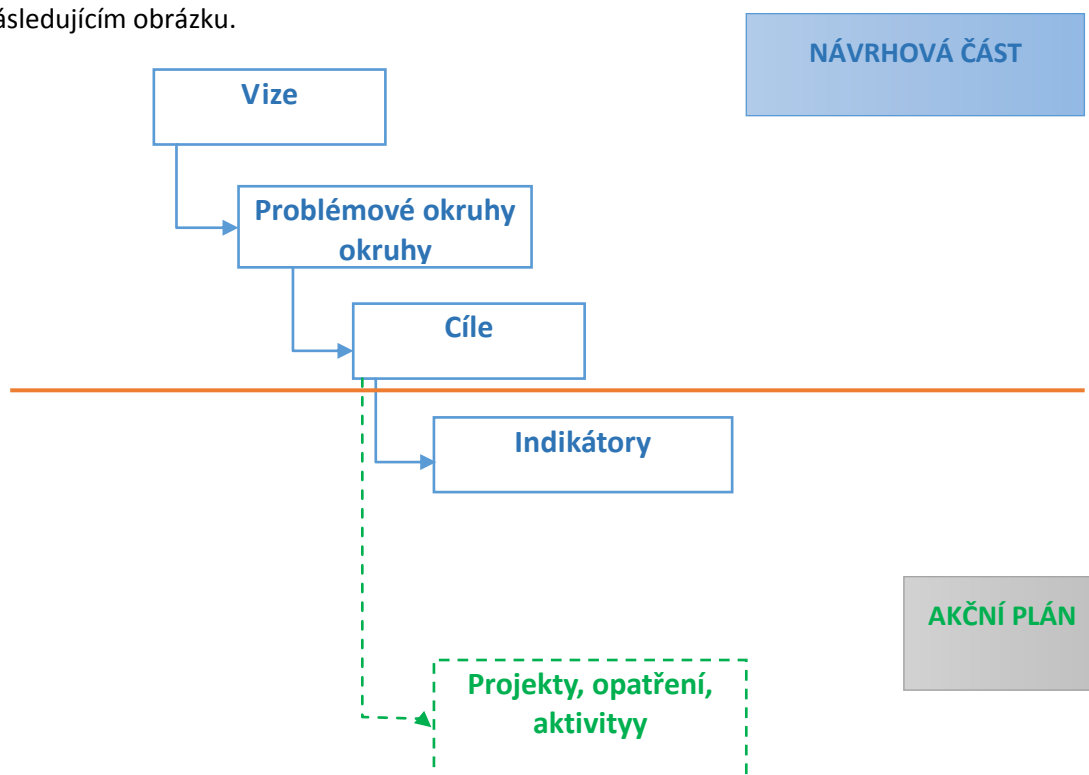 ásledujícím obrázku.
NÁVRHOVÁ ČÁST
Vize
Problémové okruhy
okruhy
Cíle
Indikátory
AKČNÍ PLÁN
Projekty, opatření,
aktivityy